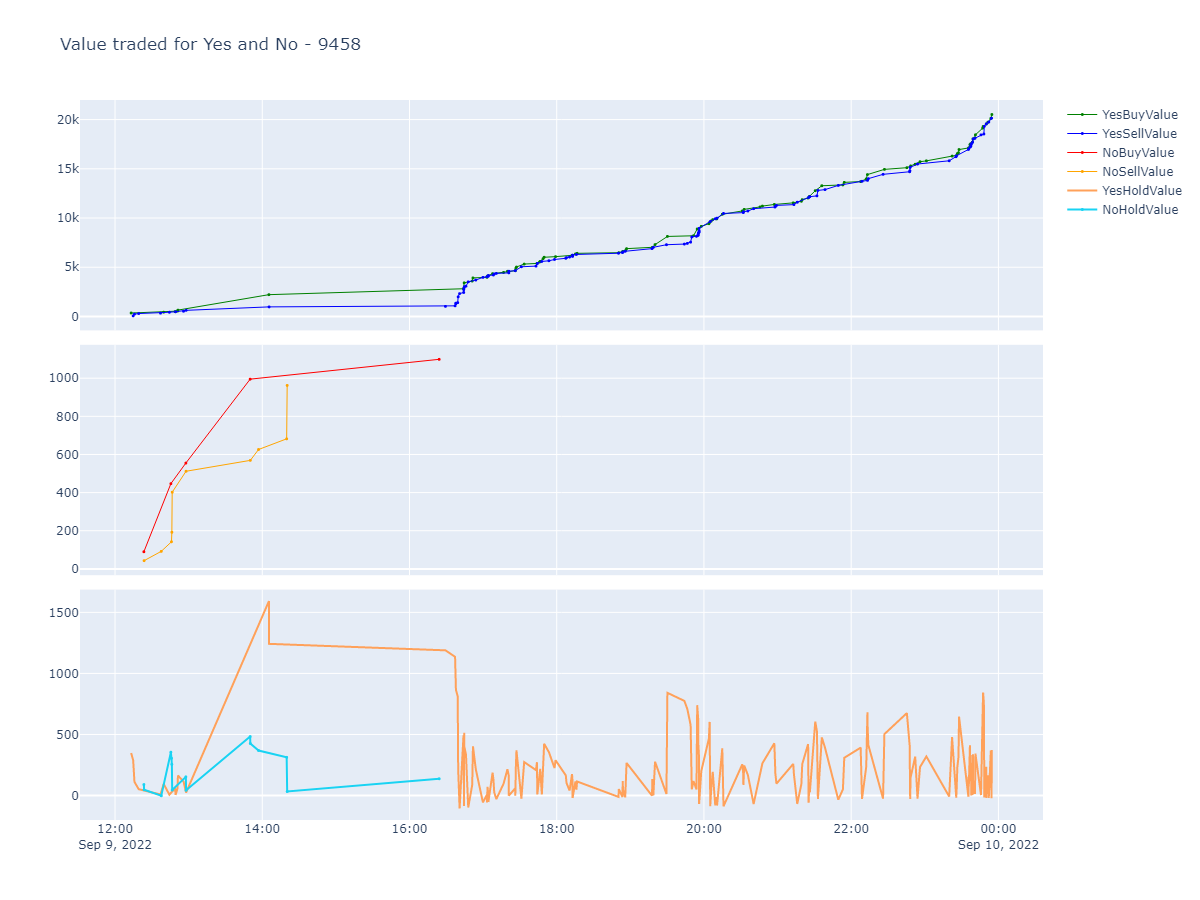 Value traded for Yes and No - 9458
20k
15k
10k
5k
0
1000
800
600
400
200
0
1500
1000
500
0
12:00 14:00 16:00 18:00 20:00 22:00 00:00
Sep 9, 2022 Sep 10, 2022
YesBuyValue
YesSellValue
NoBuyValue
NoSellValue
YesHoldValue
NoHoldValue